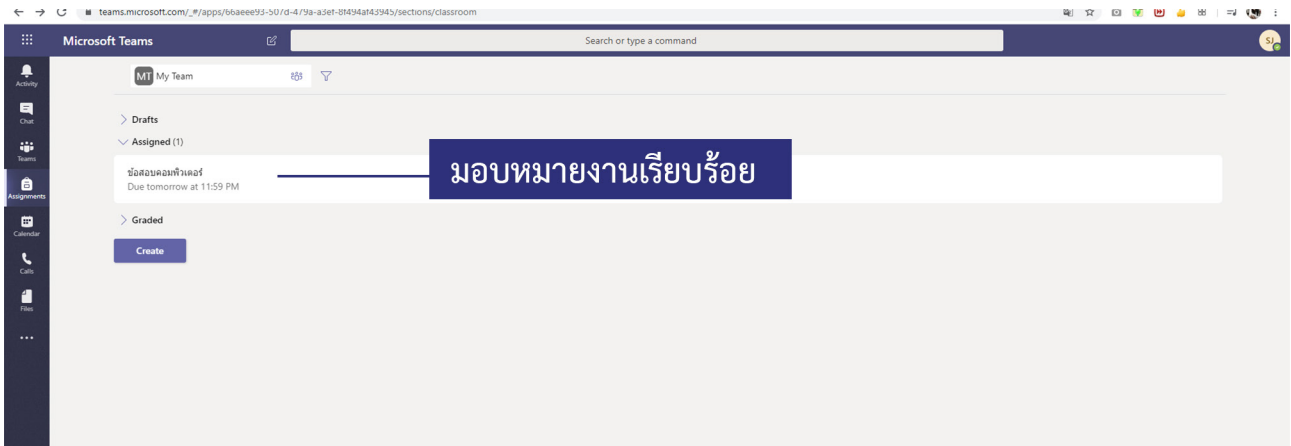 teams.microsoft.com/_#/apps/66aeee93-507d-479a-a3ef-8f494af43945/sections/classroom
Microsoft Teams
Search or type a command
SJ
Activity
Chat
Teams
Assignments
Calendar
Calls
Files
MT My Team
Drafts
Assigned (1)
ข้อสอบคอมพิวเตอร์
Due tomorrow at 11:59 PM
มอบหมายงานเรียบร้อย
Graded
Create